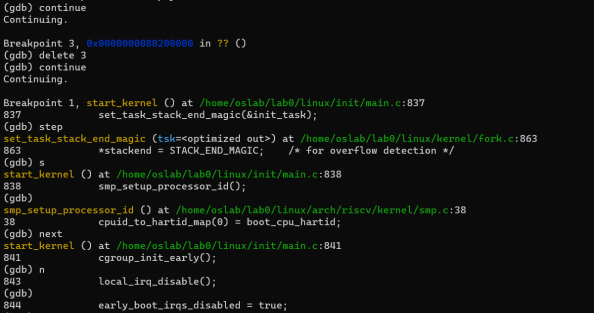 (gdb) continue
Continuing.
Breakpoint 3, 0x0000000080200000 in ?? ()
(gdb) delete 3
(gdb) continue
Continuing.
Breakpoint 1, start_kernel () at /home/oslab/lab0/linux/init/main.c:837
837 set_task_stack_end_magic(&init_task);
(gdb) step
set_task_stack_end_magic (tsk=<optimized out>) at /home/oslab/lab0/linux/kernel/fork.c:863
863 *stackend = STACK_END_MAGIC; /* for overflow detection */
(gdb) s
start_kernel () at /home/oslab/lab0/linux/init/main.c:838
838 smp_setup_processor_id();
(gdb)
smp_setup_processor_id () at /home/oslab/lab0/linux/arch/riscv/kernel/smp.c:38
38 cpuid_to_hartid_map(0) = boot_cpu_hartid;
(gdb) next
start_kernel () at /home/oslab/lab0/linux/init/main.c:841
841 cgroup_init_early();
(gdb) n
843 local_irq_disable();
(gdb)
844 early_boot_irqs_disabled = true;